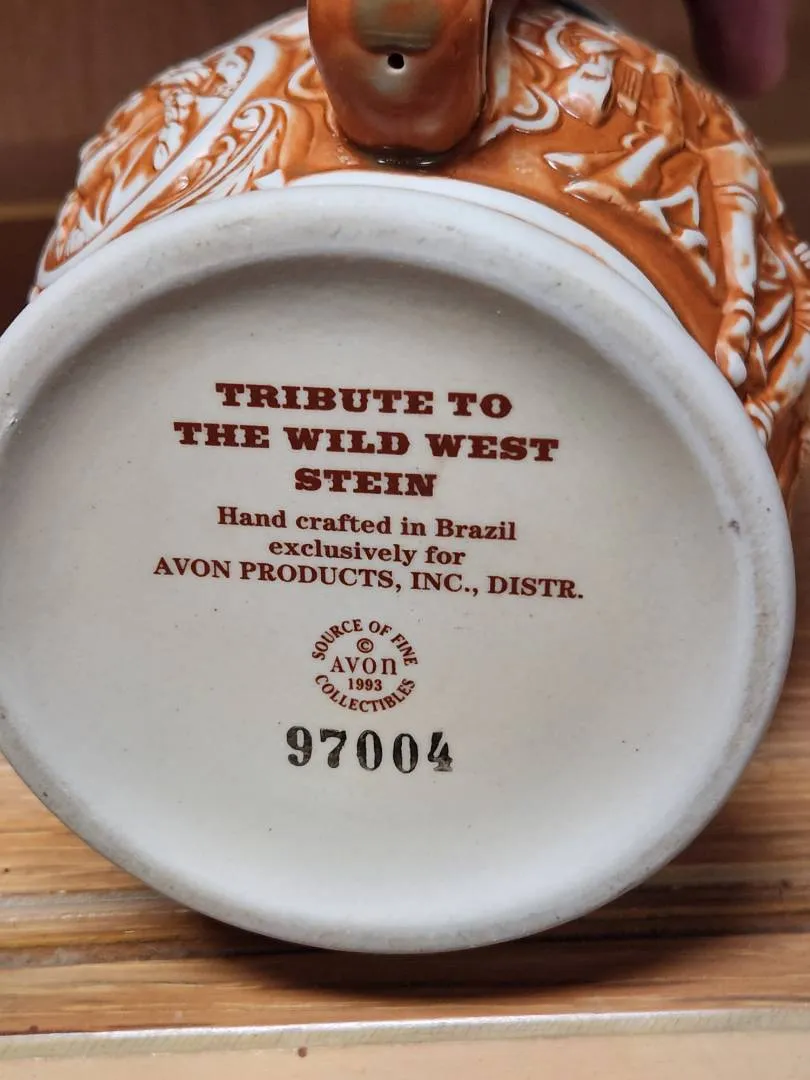 TRIBUTE TO
THE WILD WEST
STEIN
Hand crafted in Brazil
exclusively for
AVON PRODUCTS, INC., DISTR.
SOURCE OF FINE
©
AVON
1993
COLLECTIBLES
97004